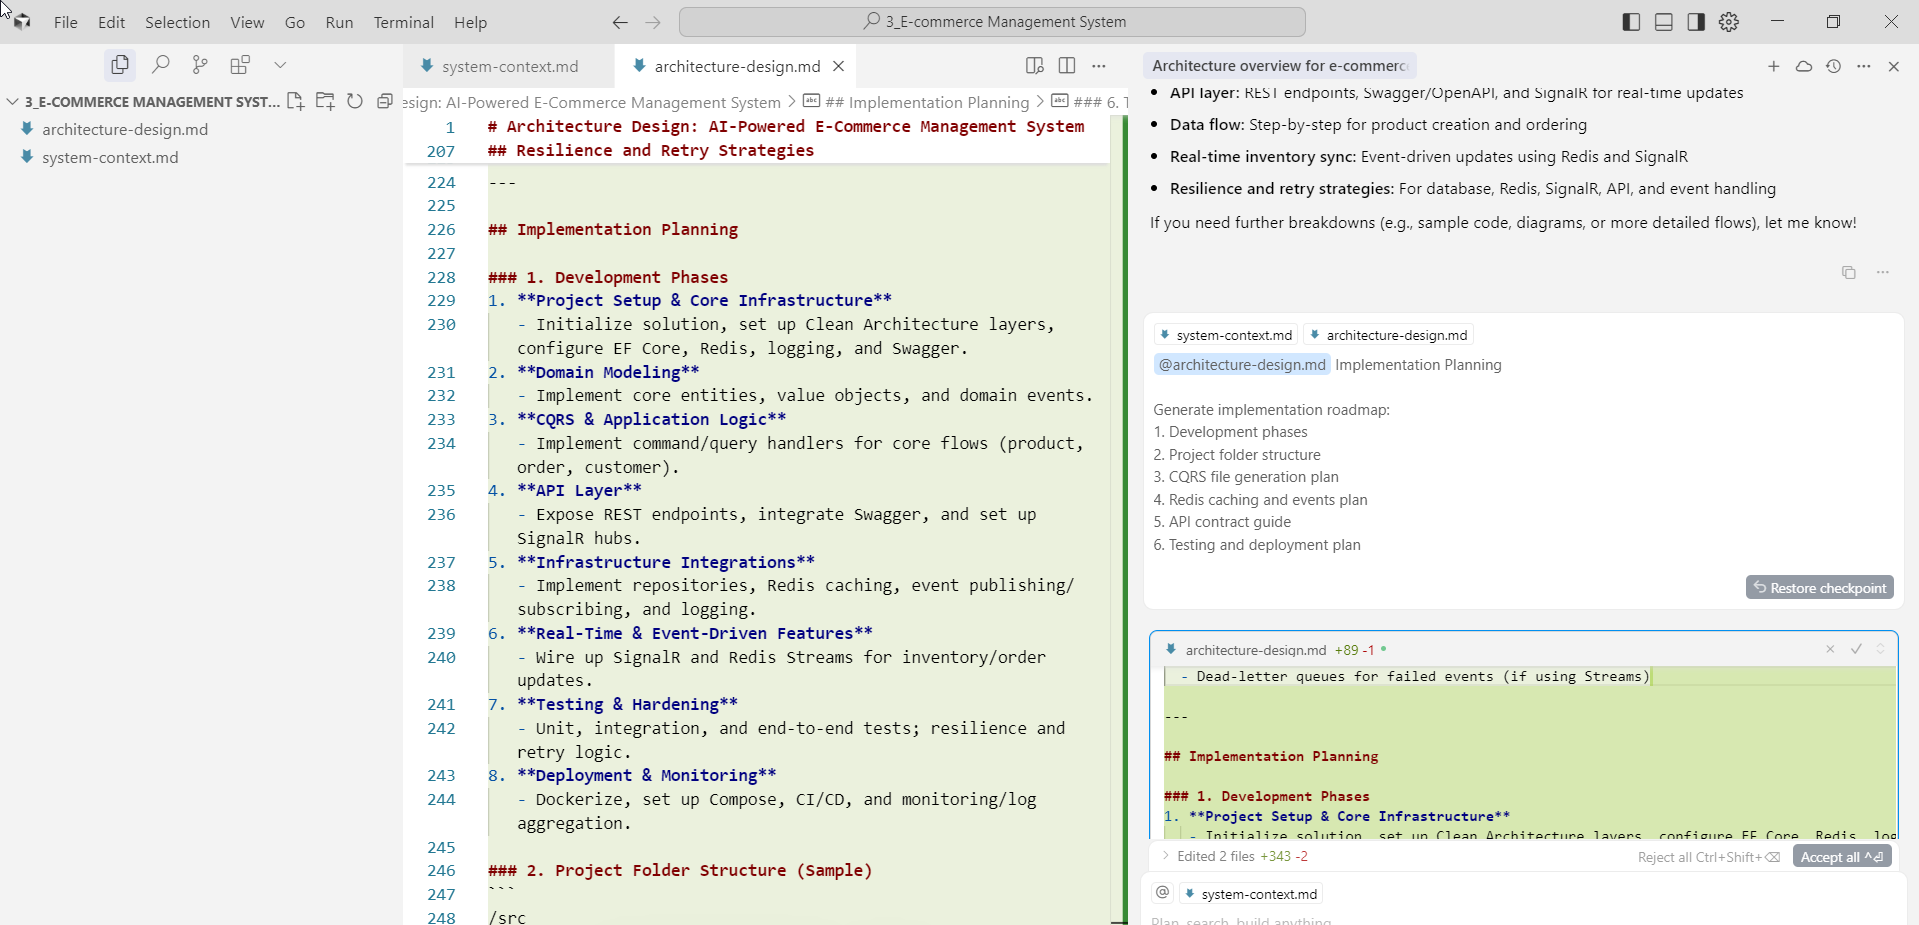 File Edit Selection View Go Run Terminal Help
3_E-commerce Management System
3_E-COMMERCE MANAGEMENT SYST...
architecture-design.md
system-context.md
system-context.md
architecture-design.md
esign: AI-Powered E-Commerce Management System > ## Implementation Planning > ### 6.
1 # Architecture Design: AI-Powered E-Commerce Management System
207 ## Resilience and Retry Strategies
224 ---
225
226 ## Implementation Planning
227
228 ### 1. Development Phases
229 1. **Project Setup & Core Infrastructure**
230 - Initialize solution, set up Clean Architecture layers,
configure EF Core, Redis, logging, and Swagger.
231 2. **Domain Modeling**
232 - Implement core entities, value objects, and domain events.
233 3. **CQRS & Application Logic**
234 - Implement command/query handlers for core flows (product,
order, customer).
235 4. **API Layer**
236 - Expose REST endpoints, integrate Swagger, and set up
SignalR hubs.
237 5. **Infrastructure Integrations**
238 - Implement repositories, Redis caching, event publishing/
subscribing, and logging.
239 6. **Real-Time & Event-Driven Features**
240 - Wire up SignalR and Redis Streams for inventory/order
updates.
241 7. **Testing & Hardening**
242 - Unit, integration, and end-to-end tests; resilience and
retry logic.
243 8. **Deployment & Monitoring**
244 - Dockerize, set up Compose, CI/CD, and monitoring/log
aggregation.
245
246 ### 2. Project Folder Structure (Sample)
247 ```
248 /src
Architecture overview for e-commerc
• API layer: REST endpoints, Swagger/OpenAPI, and SignalR for real-time updates
• Data flow: Step-by-step for product creation and ordering
• Real-time inventory sync: Event-driven updates using Redis and SignalR
• Resilience and retry strategies: For database, Redis, SignalR, API, and event handling
If you need further breakdowns (e.g., sample code, diagrams, or more detailed flows), let me know!
system-context.md architecture-design.md
@architecture-design.md Implementation Planning
Generate implementation roadmap:
1. Development phases
2. Project folder structure
3. CQRS file generation plan
4. Redis caching and events plan
5. API contract guide
6. Testing and deployment plan
Restore checkpoint
architecture-design.md +89 -1
- Dead-letter queues for failed events (if using Streams)
---
## Implementation Planning
### 1. Development Phases
1. **Project Setup & Core Infrastructure**
- Initialize solution, set up Clean Architecture layers, configure EF Core, Redis, log
Edited 2 files +343 -2
Reject all Ctrl+Shift+⌫ Accept all ^⏎
@ system-context.md
Plan, search, build anything